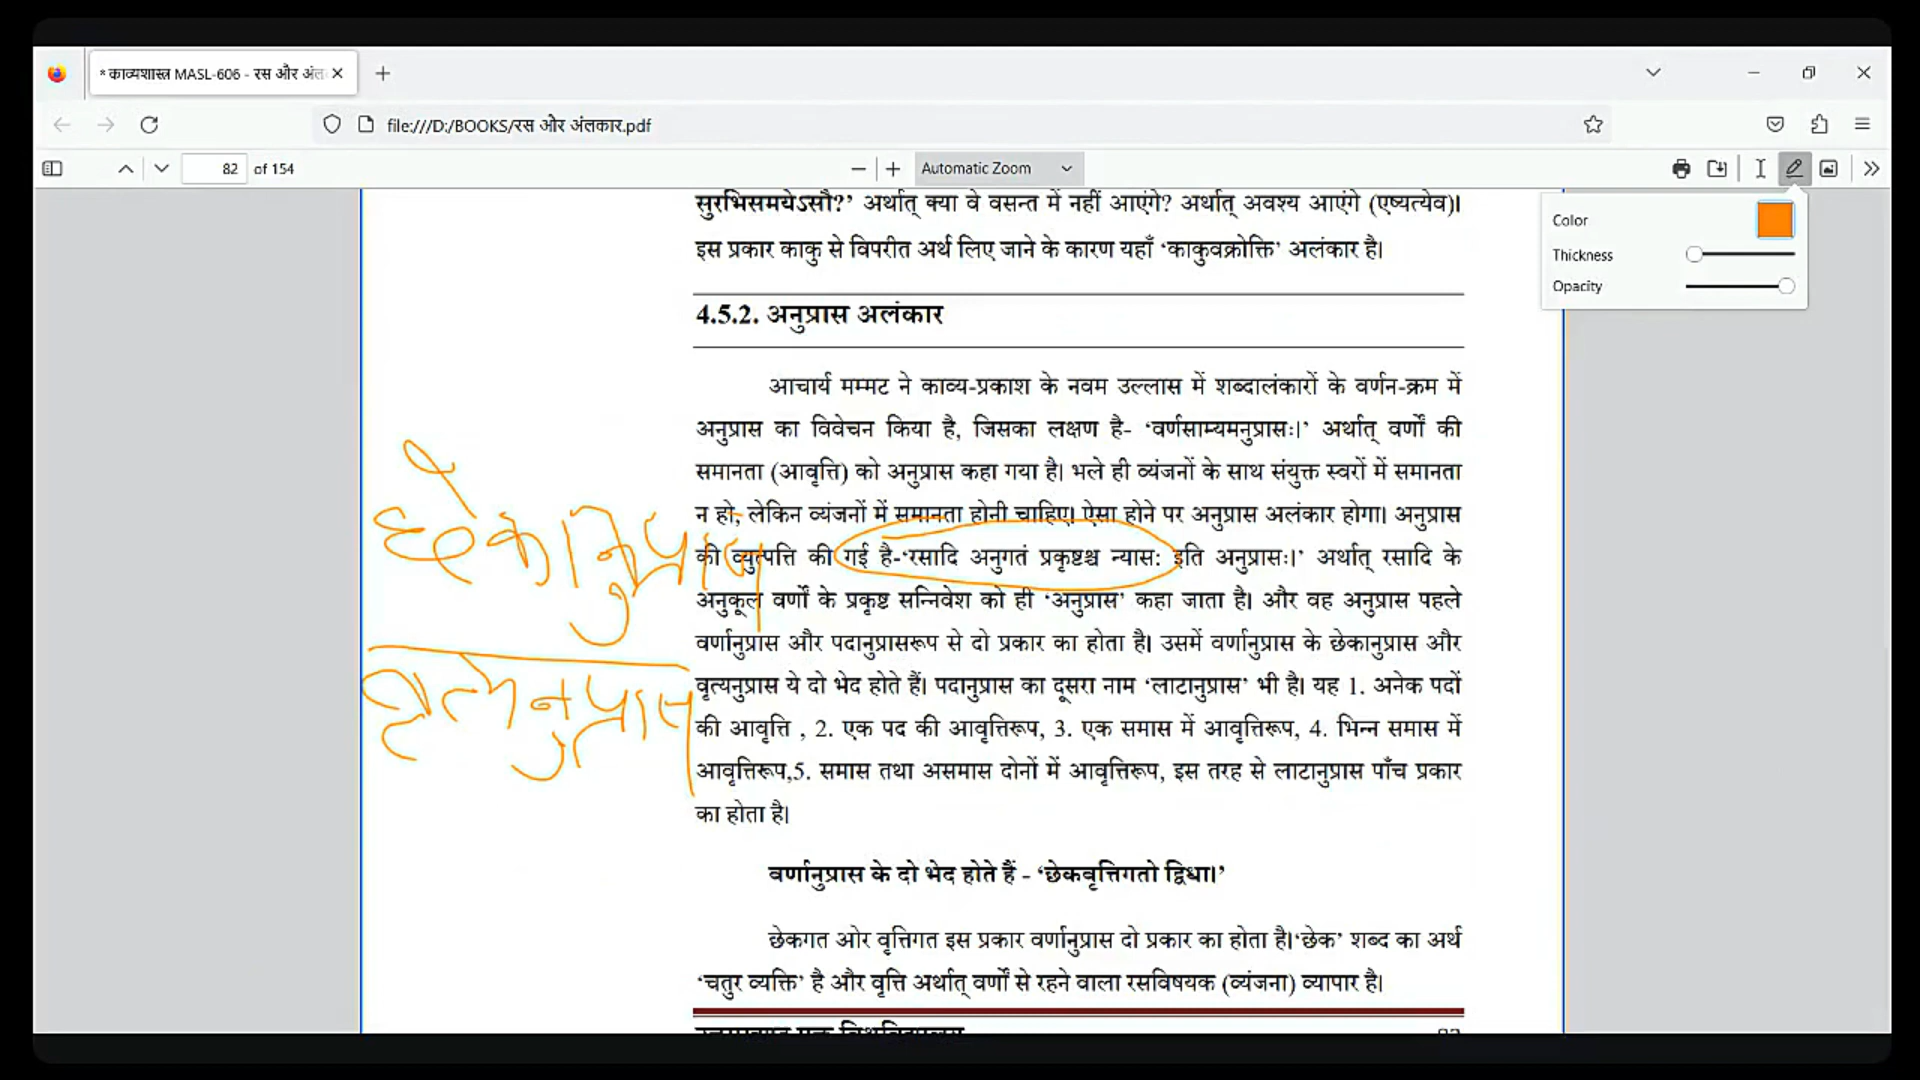 * काव्यशास्त्र MASL-606 - रस और अंल
file:///D:/BOOKS/रस और अंलकार.pdf
82 of 154
Automatic Zoom
Color
Thickness
Opacity
सुरभिसमयेऽसौ?’ अर्थात् क्या वे वसन्त में नहीं आएंगे? अर्थात् अवश्य आएंगे (एष्यत्येव)।
इस प्रकार काकु से विपरीत अर्थ लिए जाने के कारण यहाँ ‘काकुवक्रोक्ति’ अलंकार है।
4.5.2. अनुप्रास अलंकार
आचार्य मम्मट ने काव्य-प्रकाश के नवम उल्लास में शब्दालंकारों के वर्णन-क्रम में
अनुप्रास का विवेचन किया है, जिसका लक्षण है- ‘वर्णसाम्यमनुप्रासः।’ अर्थात् वर्णों की
समानता (आवृत्ति) को अनुप्रास कहा गया है। भले ही व्यंजनों के साथ संयुक्त स्वरों में समानता
न हो, लेकिन व्यंजनों में समानता होनी चाहिए। ऐसा होने पर अनुप्रास अलंकार होगा। अनुप्रास
की व्युत्पत्ति की गई है-‘रसादि अनुगतं प्रकृष्टश्च न्यास: इति अनुप्रासः।’ अर्थात् रसादि के
अनुकूल वर्णों के प्रकृष्ट सन्निवेश को ही ‘अनुप्रास’ कहा जाता है। और वह अनुप्रास पहले
वर्णानुप्रास और पदानुप्रासरूप से दो प्रकार का होता है। उसमें वर्णानुप्रास के छेकानुप्रास और
वृत्यनुप्रास ये दो भेद होते हैं। पदानुप्रास का दूसरा नाम ‘लाटानुप्रास’ भी है। यह 1. अनेक पदों
की आवृत्ति , 2. एक पद की आवृत्तिरूप, 3. एक समास में आवृत्तिरूप, 4. भिन्न समास में
आवृत्तिरूप,5. समास तथा असमास दोनों में आवृत्तिरूप, इस तरह से लाटानुप्रास पाँच प्रकार
का होता है।
छेकानुप्रास
वृत्यनुप्रास
वर्णानुप्रास के दो भेद होते हैं - ‘छेकवृत्तिगतो द्विधा।’
छेकगत ओर वृत्तिगत इस प्रकार वर्णानुप्रास दो प्रकार का होता है।‘छेक’ शब्द का अर्थ
‘चतुर व्यक्ति’ है और वृत्ति अर्थात् वर्णों से रहने वाला रसविषयक (व्यंजना) व्यापार है।